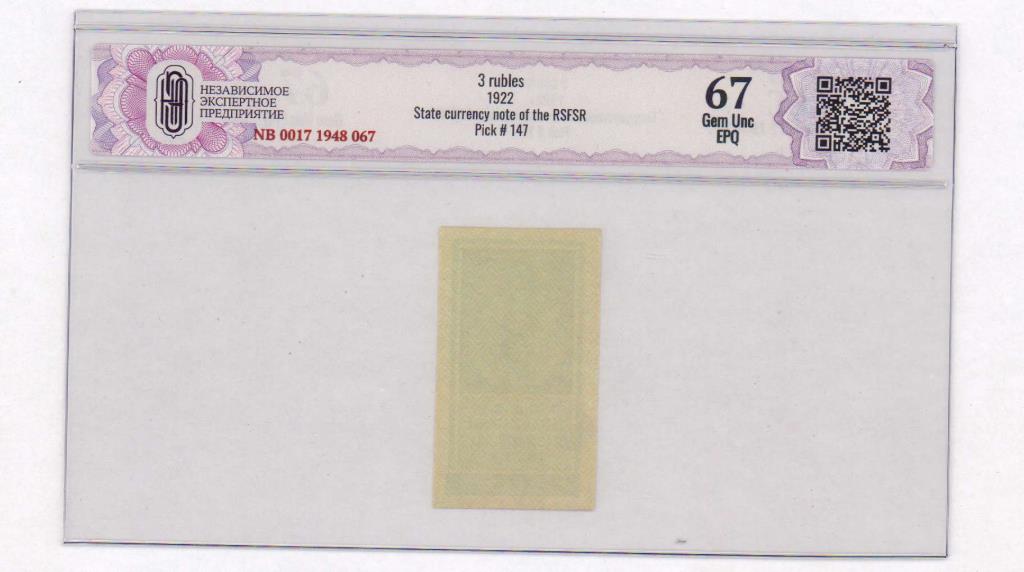 НЕЗАВИСИМОЕ
ЭКСПЕРТНОЕ
ПРЕДПРИЯТИЕ
NB 0017 1948 067
3 rubles
1922
State currency note of the RSFSR
Pick # 147
67
Gem Unc
EPQ